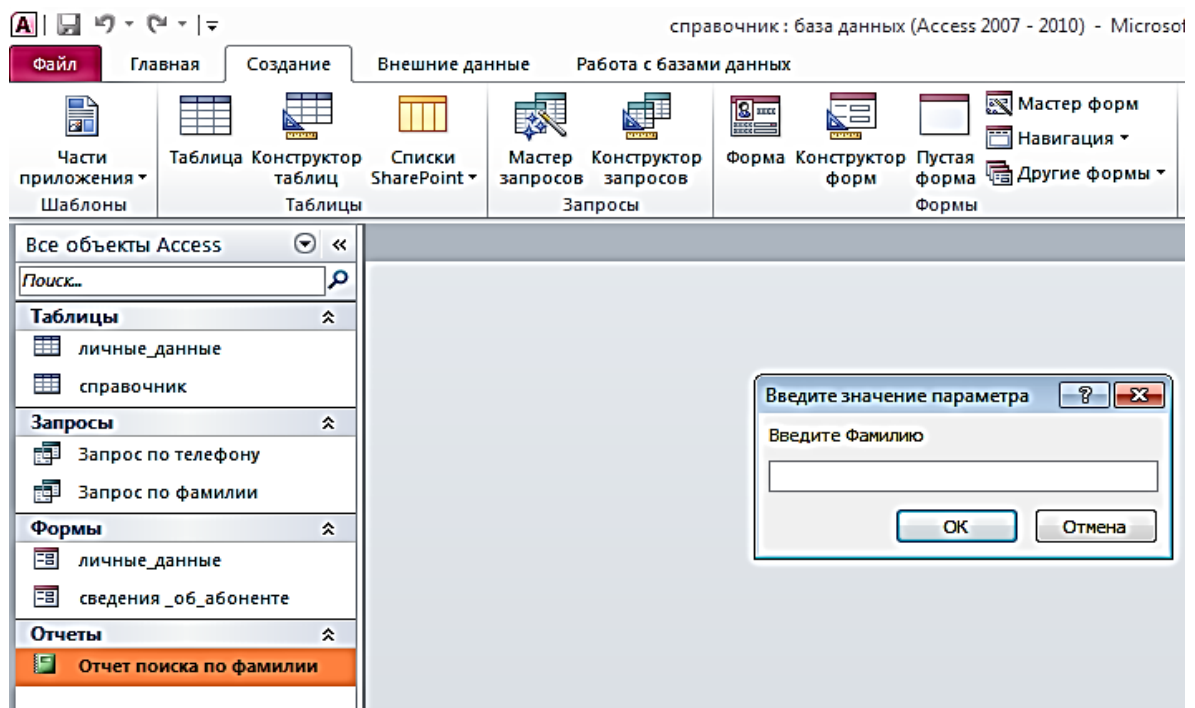 справочник : база данных (Access 2007 - 2010) - Microsof
Файл Главная Создание Внешние данные Работа с базами данных
Части приложения
Таблица
Конструктор таблиц
Списки SharePoint
Мастер запросов
Конструктор запросов
Форма
Конструктор форм
Пустая форма
Мастер форм
Навигация
Другие формы
Шаблоны Таблицы Запросы Формы
Все объекты Access
Поиск...
Таблицы
личные_данные
справочник
Запросы
Запрос по телефону
Запрос по фамилии
Формы
личные_данные
сведения _об_абоненте
Отчеты
Отчет поиска по фамилии
Введите значение параметра
Введите Фамилию
ОК Отмена